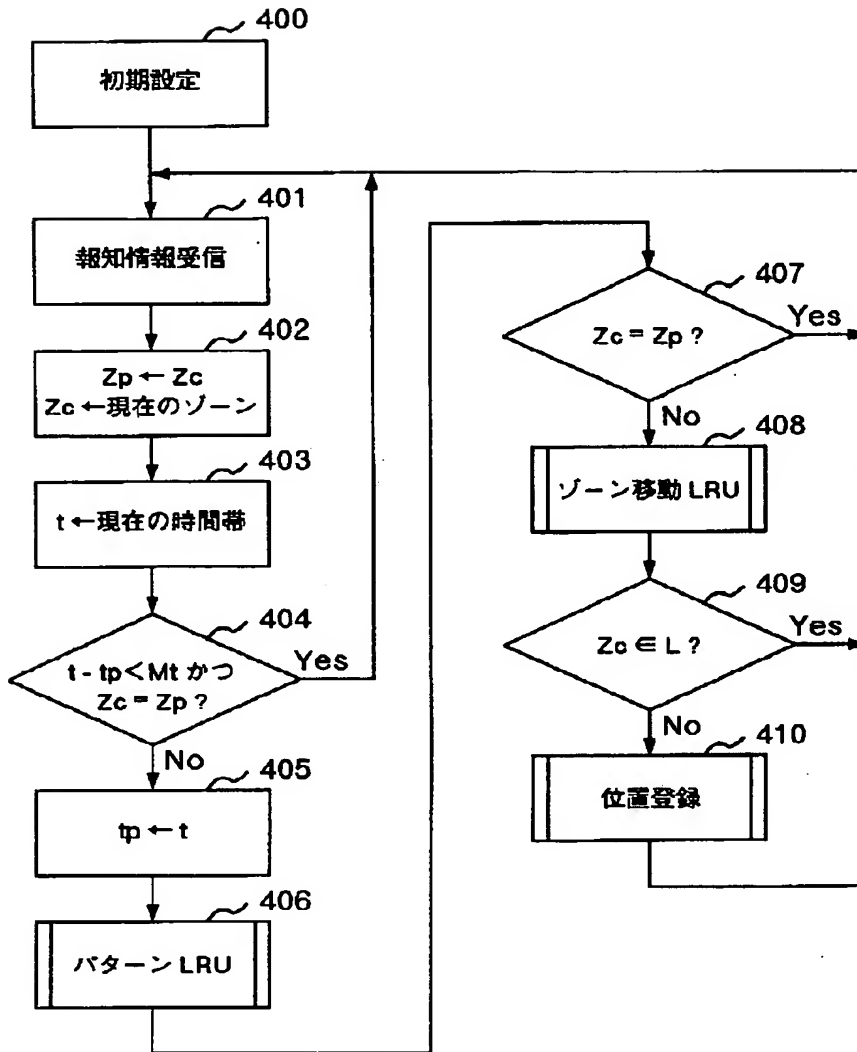 400
初期設定
401
報知情報受信
402
Zp ← Zc
Zc ←現在のゾーン
403
t ←現在の時間帯
404
t - tp < Mt かつ
Zc = Zp ?
Yes
No
405
tp ← t
406
パターン LRU
407
Zc = Zp ?
Yes
No
408
ゾーン移動 LRU
409
Zc ∈ L ?
Yes
No
410
位置登録